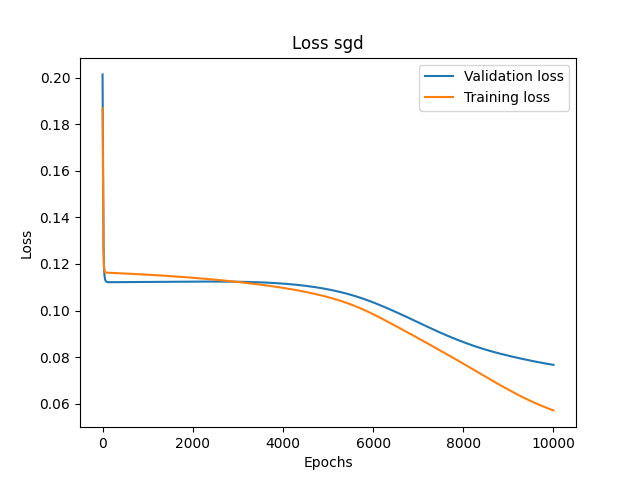 Loss sgd
Validation loss
Training loss
0.20
0.18
0.16
0.14
0.12
0.10
0.08
0.06
Loss
0 2000 4000 6000 8000 10000
Epochs